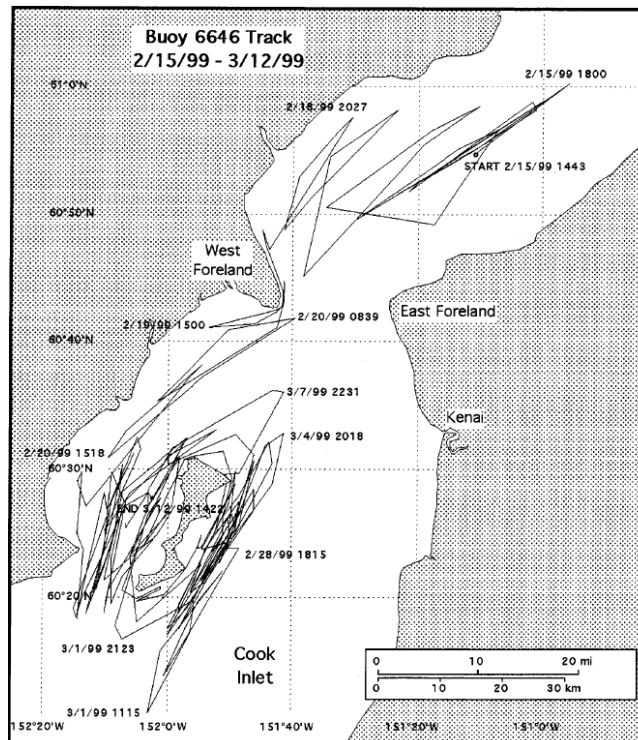 Buoy 6646 Track
2/15/99 - 3/12/99
2/15/99 1800
61°0'N
2/18/99 2027
START 2/15/99 1443
60°50'N
West
Foreland
2/19/99 1500
2/20/99 0839
East Foreland
60°40'N
3/7/99 2231
Kenai
3/4/99 2018
2/20/99 1518
60°30'N
END 3/12/99 1422
2/28/99 1815
60°20'N
3/1/99 2123
Cook
Inlet
0 10 20 mi
0 10 20 30 km
3/1/99 1115
152°20'W 152°0'W 151°40'W 151°20'W 151°0'W